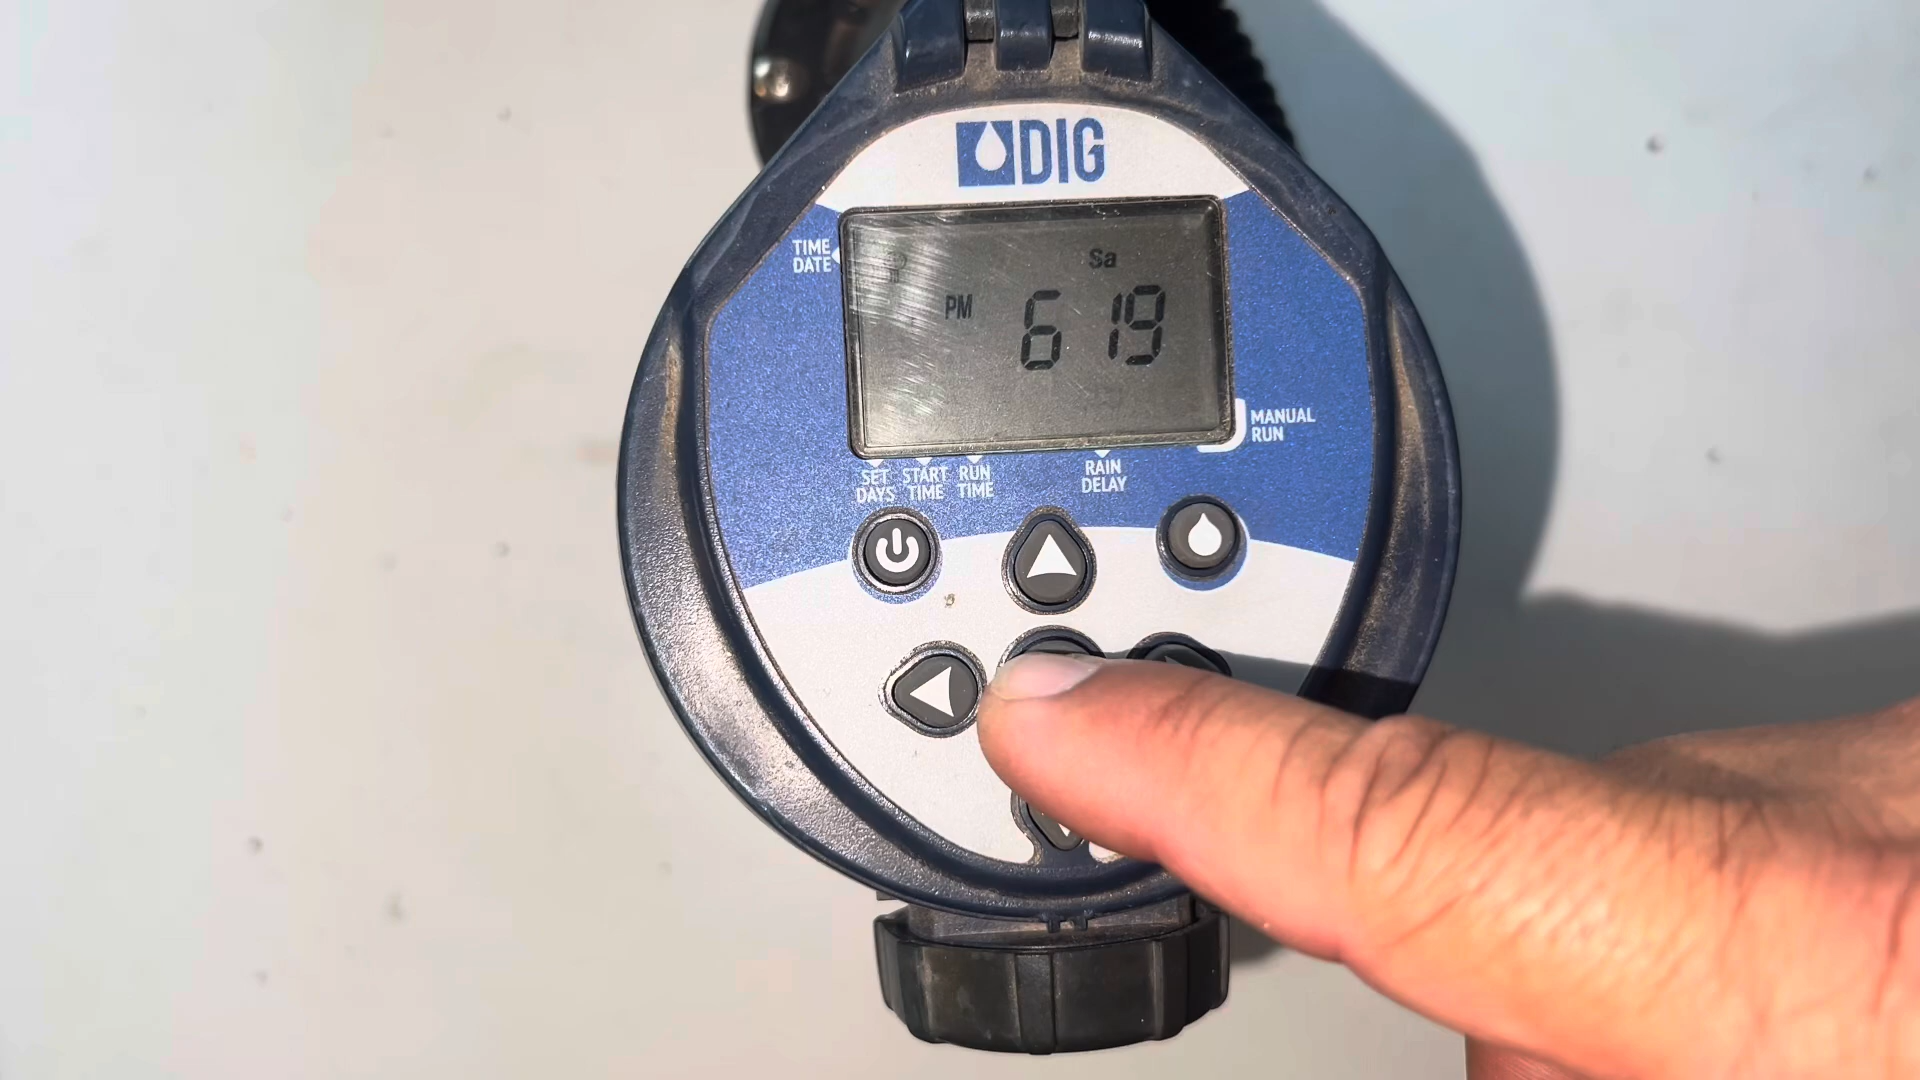 DIG
TIME
DATE
Sa
PM 6 19
MANUAL
RUN
SET
DAYS
START
TIME
RUN
TIME
RAIN
DELAY